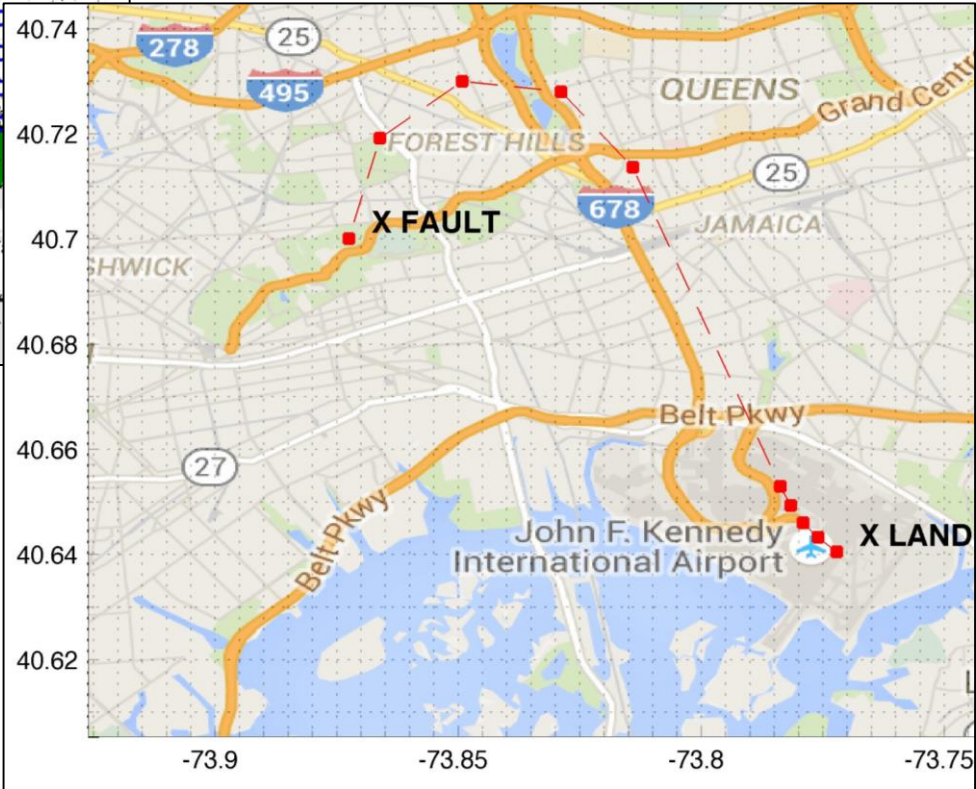 40.74
278
25
495
QUEENS
Grand Centr
40.72
FOREST HILLS
25
678
X FAULT
JAMAICA
40.7
SHWICK
40.68
Belt Pkwy
40.66
27
Belt Pkwy
John F. Kennedy
International Airport
X LAND
40.64
40.62
-73.9
-73.85
-73.8
-73.75